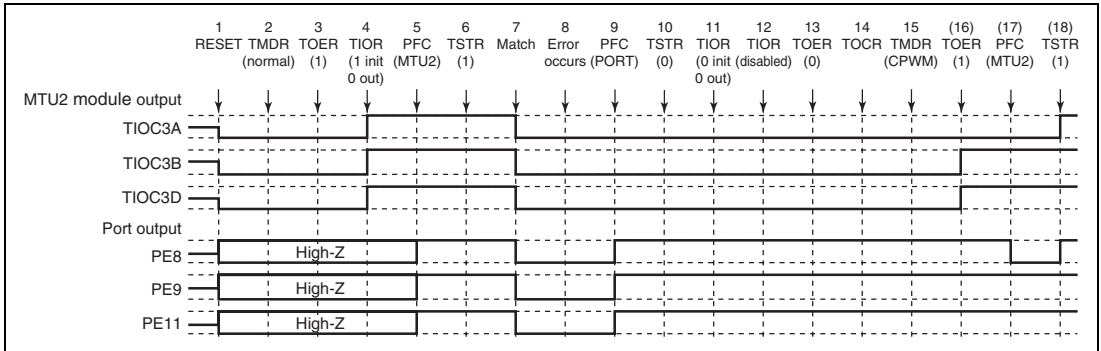 1 2 3 4 5 6 7 8 9 10 11 12 13 14 15 (16) (17) (18)
RESET TMDR TOER TIOR PFC TSTR Match Error PFC TSTR TIOR TIOR TOER TOCR TMDR TOER PFC TSTR
(normal) (1) (1 init (MTU2) (1) occurs (PORT) (0) (0 init (disabled) (0) (CPWM) (1) (MTU2) (1)
0 out) 0 out)
MTU2 module output
TIOC3A
TIOC3B
TIOC3D
Port output
PE8 High-Z
PE9 High-Z
PE11 High-Z